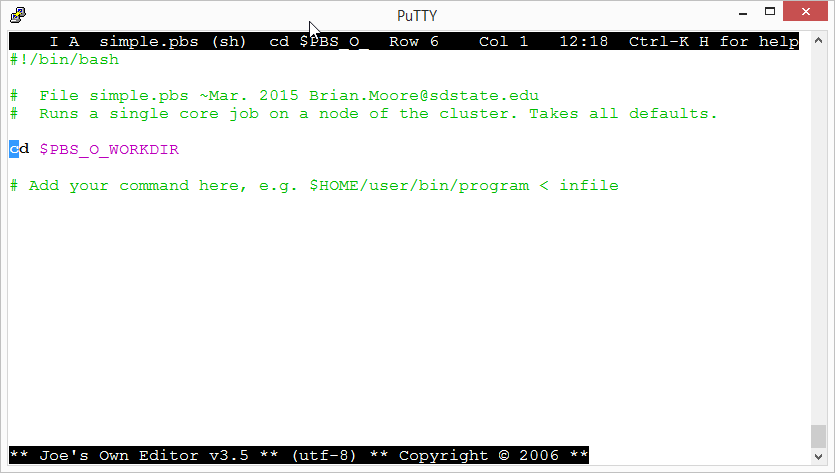 PuTTY
I A simple.pbs (sh) cd $PBS_O_ Row 6 Col 1 12:18 Ctrl-K H for help
#!/bin/bash
# File simple.pbs ~Mar. 2015 Brian.Moore@sdstate.edu
# Runs a single core job on a node of the cluster. Takes all defaults.
cd $PBS_O_WORKDIR
# Add your command here, e.g. $HOME/user/bin/program < infile
** Joe's Own Editor v3.5 ** (utf-8) ** Copyright © 2006 **